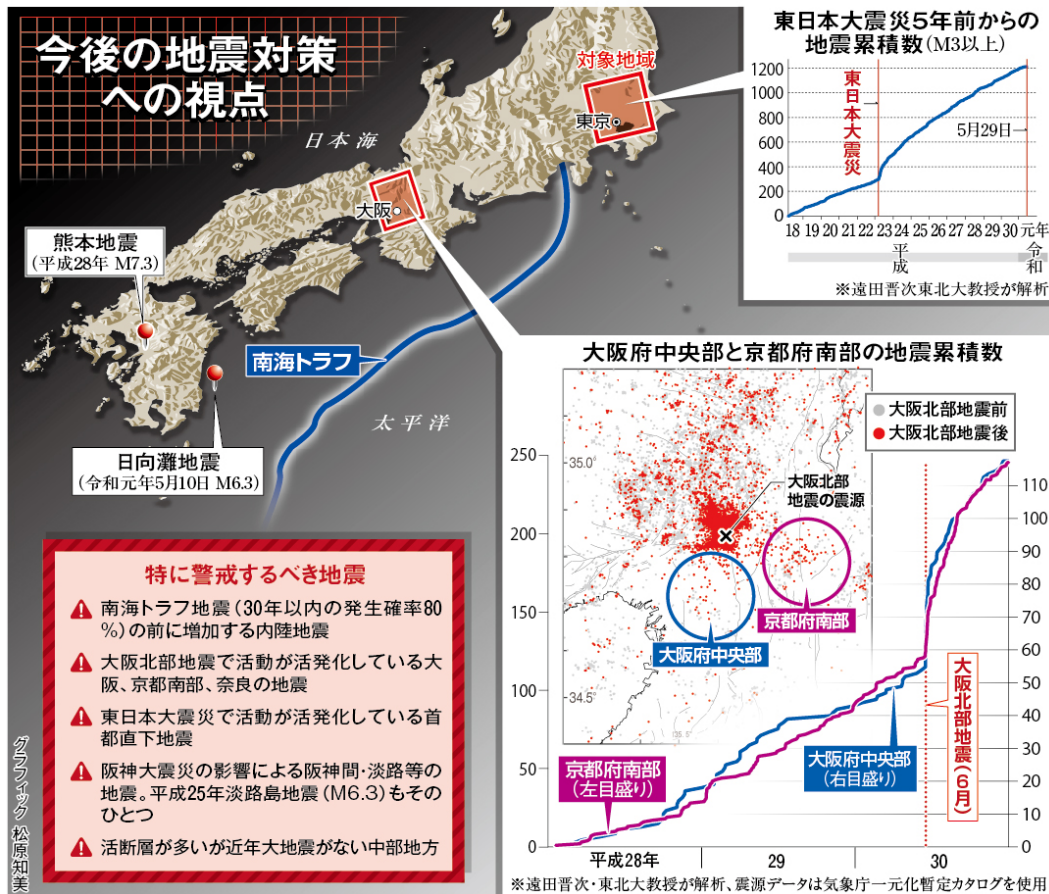 今後の地震対策
への視点
日本海
対象地域
東京
大阪
熊本地震
(平成28年 M7.3)
南海トラフ
太平洋
日向灘地震
(令和元年5月10日 M6.3)
東日本大震災5年前からの
地震累積数(M3以上)
1200
1000
800
600
400
200
0
東日本大震災
5月29日
18 19 20 21 22 23 24 25 26 27 28 29 30 元年
平成
令和
※遠田晋次東北大教授が解析
大阪府中央部と京都府南部の地震累積数
大阪北部地震前
大阪北部地震後
35.0°
34.5°
135.5°
大阪北部
地震の震源
京都府南部
大阪府中央部
250
200
150
100
50
0
110
100
90
80
70
60
50
40
30
20
10
0
京都府南部
(左目盛り)
大阪府中央部
(右目盛り)
大阪北部地震(6月)
平成28年 29 30
※遠田晋次・東北大教授が解析、震源データは気象庁一元化暫定カタログを使用
特に警戒するべき地震
南海トラフ地震(30年以内の発生確率80
%)の前に増加する内陸地震
大阪北部地震で活動が活発化している大
阪、京都南部、奈良の地震
東日本大震災で活動が活発化している首
都直下地震
阪神大震災の影響による阪神間・淡路等の
地震。平成25年淡路島地震(M6.3)もその
ひとつ
活断層が多いが近年大地震がない中部地方
グラフィック 松原知美